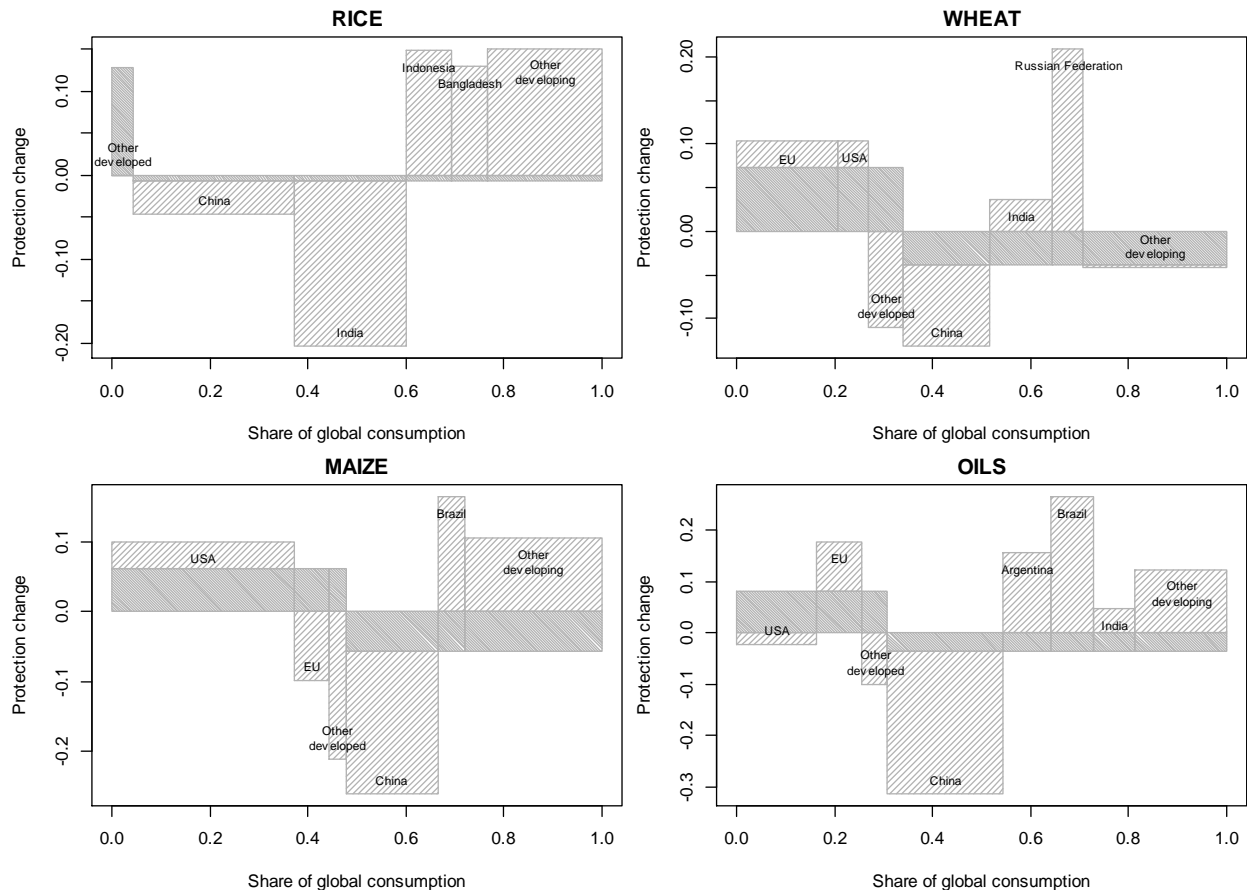 RICE
Protection change
0.10
0.00
-0.10
-0.20
Other
developed
China
India
Indonesia
Bangladesh
Other
developing
0.0 0.2 0.4 0.6 0.8 1.0
Share of global consumption
WHEAT
Protection change
0.20
0.10
0.00
-0.10
EU
USA
Other
developed
China
India
Russian Federation
Other
developing
0.0 0.2 0.4 0.6 0.8 1.0
Share of global consumption
MAIZE
Protection change
0.1
0.0
-0.1
-0.2
USA
EU
Other
developed
China
Brazil
Other
developing
0.0 0.2 0.4 0.6 0.8 1.0
Share of global consumption
OILS
Protection change
0.2
0.1
0.0
-0.1
-0.2
-0.3
USA
EU
Other
developed
China
Argentina
Brazil
India
Other
developing
0.0 0.2 0.4 0.6 0.8 1.0
Share of global consumption